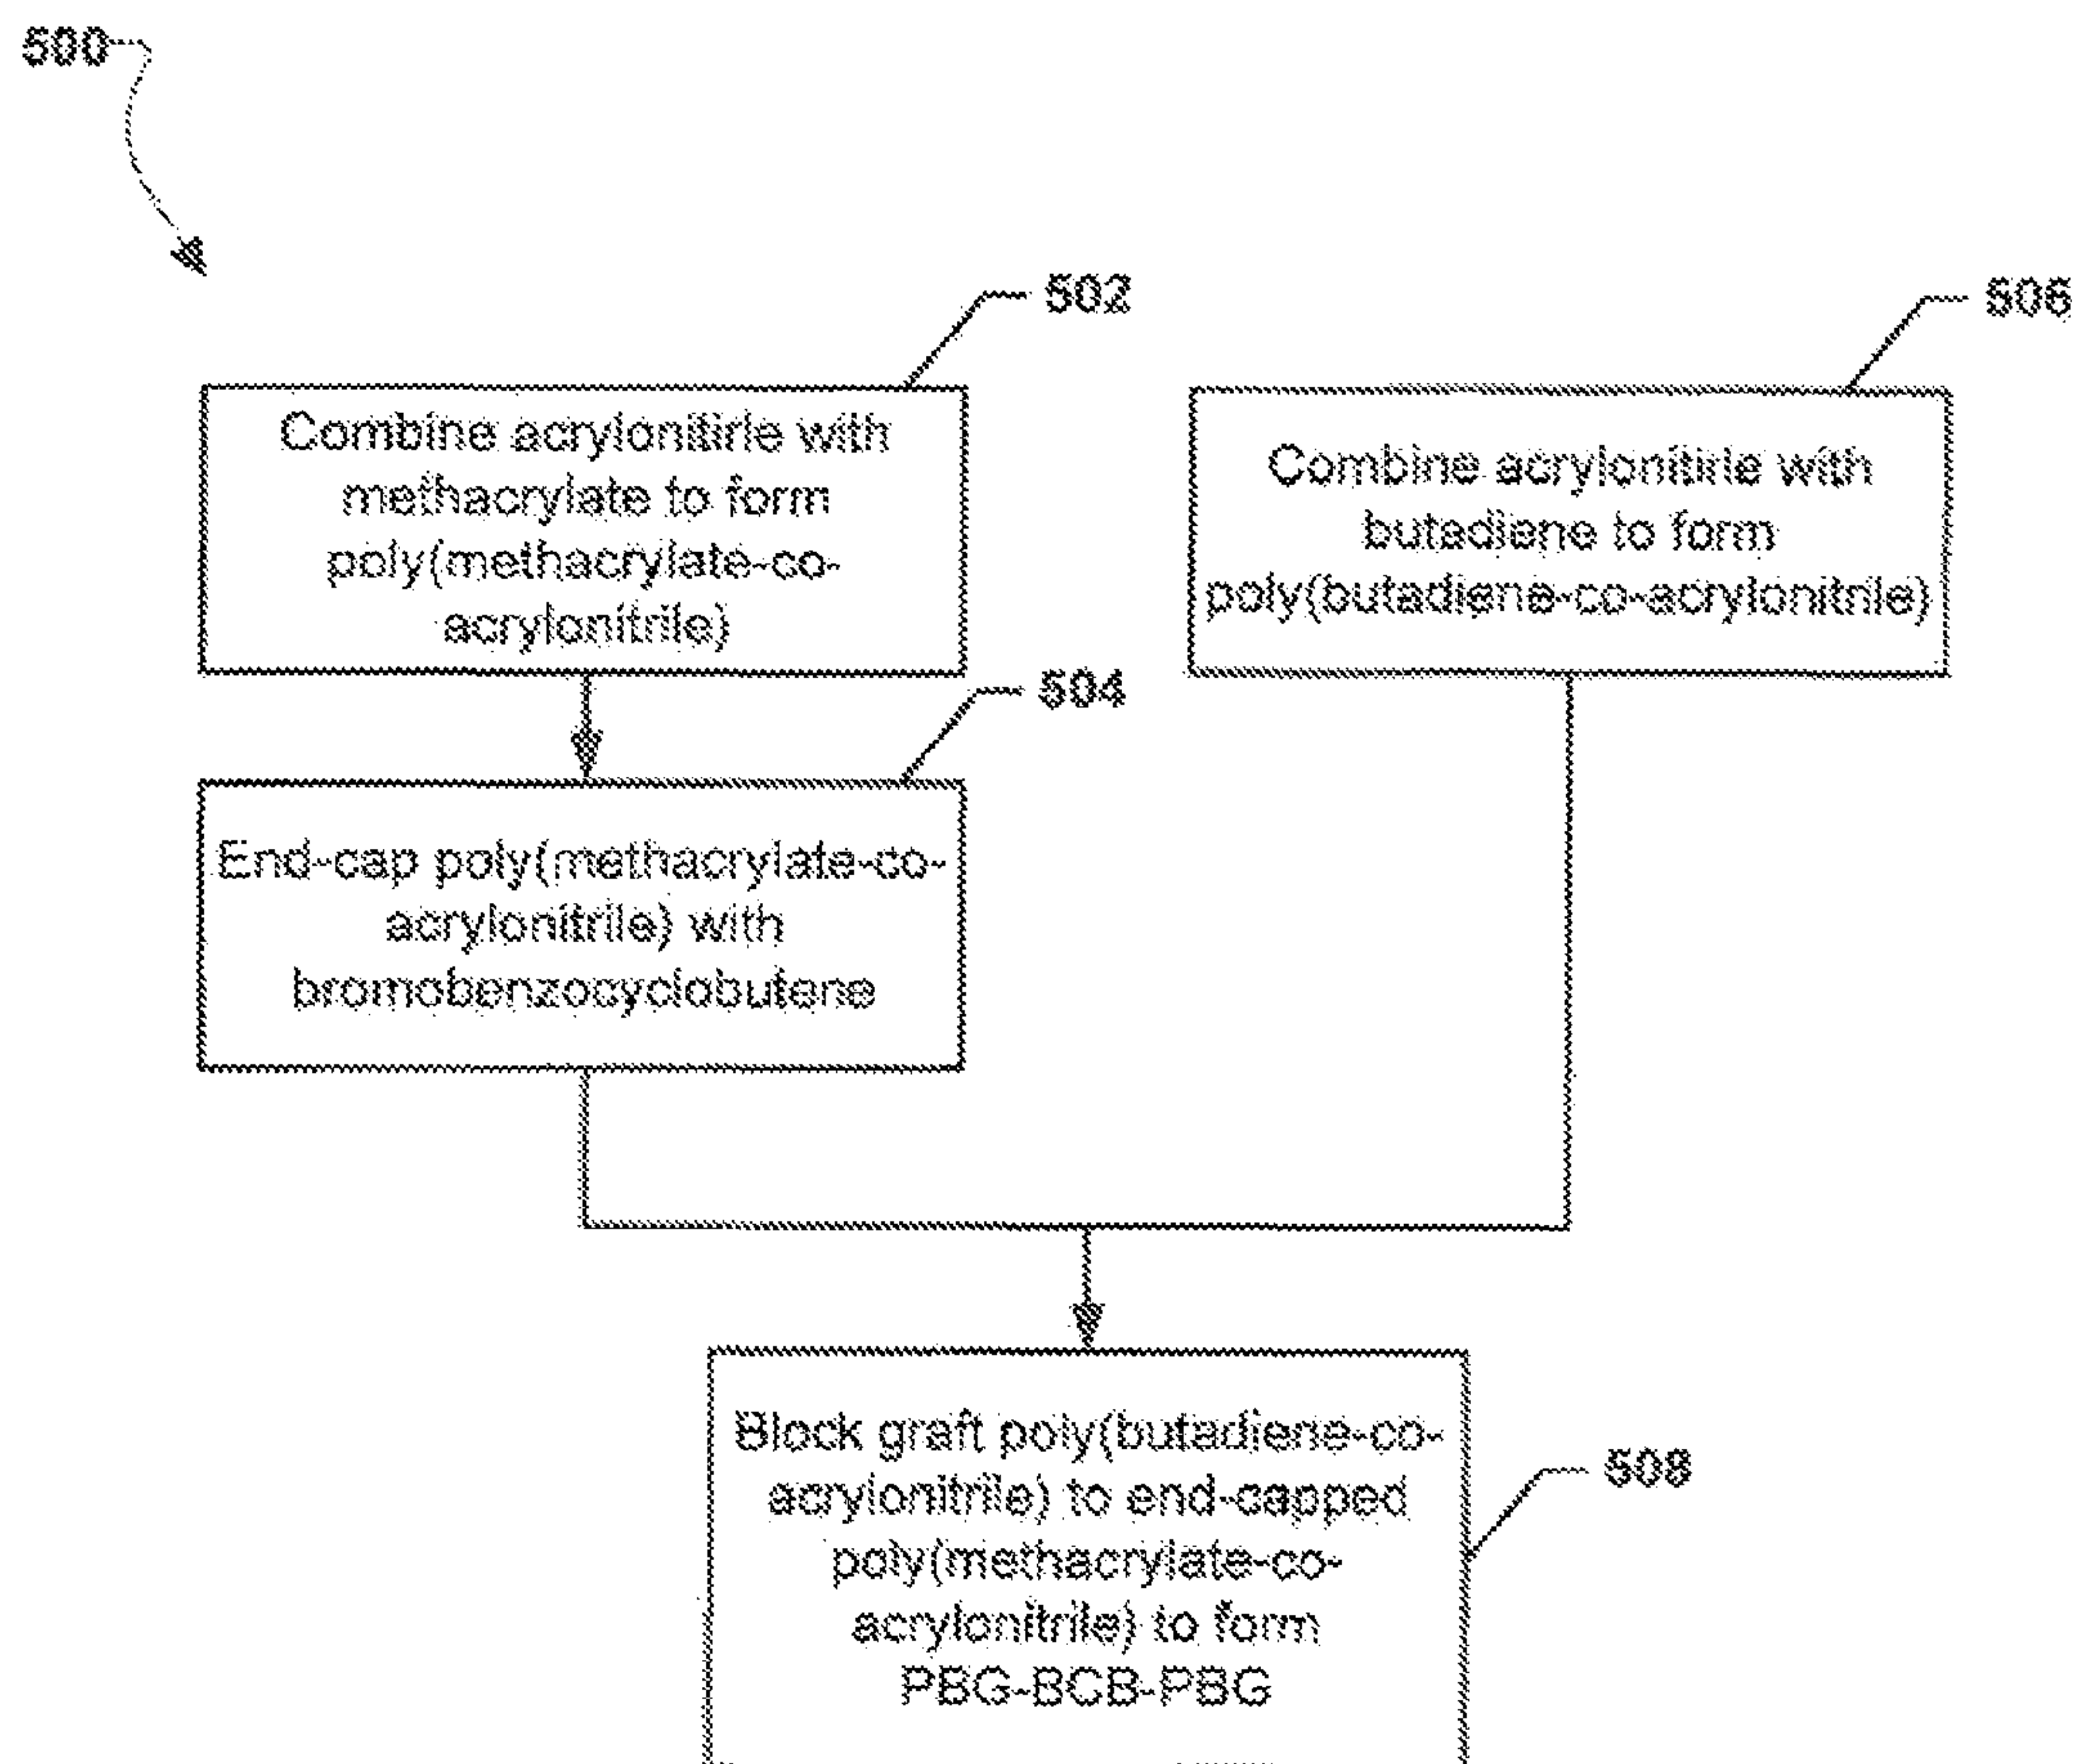 500
502
506
Combine acrylonitirle with
methacrylate to form
poly(methacrylate-co-
acrylonitrile)
Combine acrylonitirle with
butadiene to form
poly(butadiene-co-acrylonitrile)
504
End-cap poly(methacrylate-co-
acrylonitrile) with
bromobenzocyclobutene
Block graft poly(butadiene-co-
acrylonitrile) to end-capped
poly(methacrylate-co-
acrylonitrile) to form
PBG-BCB-PBG
508